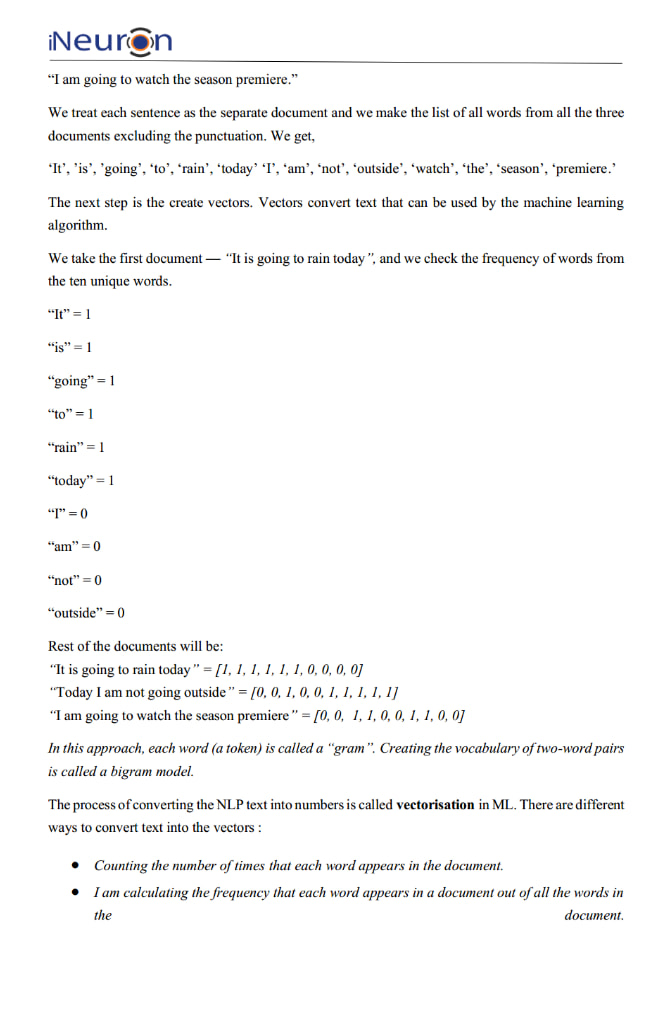 iNeuron
“I am going to watch the season premiere.”
We treat each sentence as the separate document and we make the list of all words from all the three
documents excluding the punctuation. We get,
‘It’, ’is’, ’going’, ‘to’, ‘rain’, ‘today’ ‘I’, ‘am’, ‘not’, ‘outside’, ‘watch’, ‘the’, ‘season’, ‘premiere.’
The next step is the create vectors. Vectors convert text that can be used by the machine learning
algorithm.
We take the first document — “It is going to rain today”, and we check the frequency of words from
the ten unique words.
“It” = 1
“is” = 1
“going” = 1
“to” = 1
“rain” = 1
“today” = 1
“I” = 0
“am” = 0
“not” = 0
“outside” = 0
Rest of the documents will be:
“It is going to rain today” = [1, 1, 1, 1, 1, 1, 0, 0, 0, 0]
“Today I am not going outside” = [0, 0, 1, 0, 0, 1, 1, 1, 1, 1]
“I am going to watch the season premiere” = [0, 0, 1, 1, 0, 0, 1, 1, 0, 0]
In this approach, each word (a token) is called a “gram”. Creating the vocabulary of two-word pairs
is called a bigram model.
The process of converting the NLP text into numbers is called vectorisation in ML. There are different
ways to convert text into the vectors :
● Counting the number of times that each word appears in the document.
● I am calculating the frequency that each word appears in a document out of all the words in
the document.